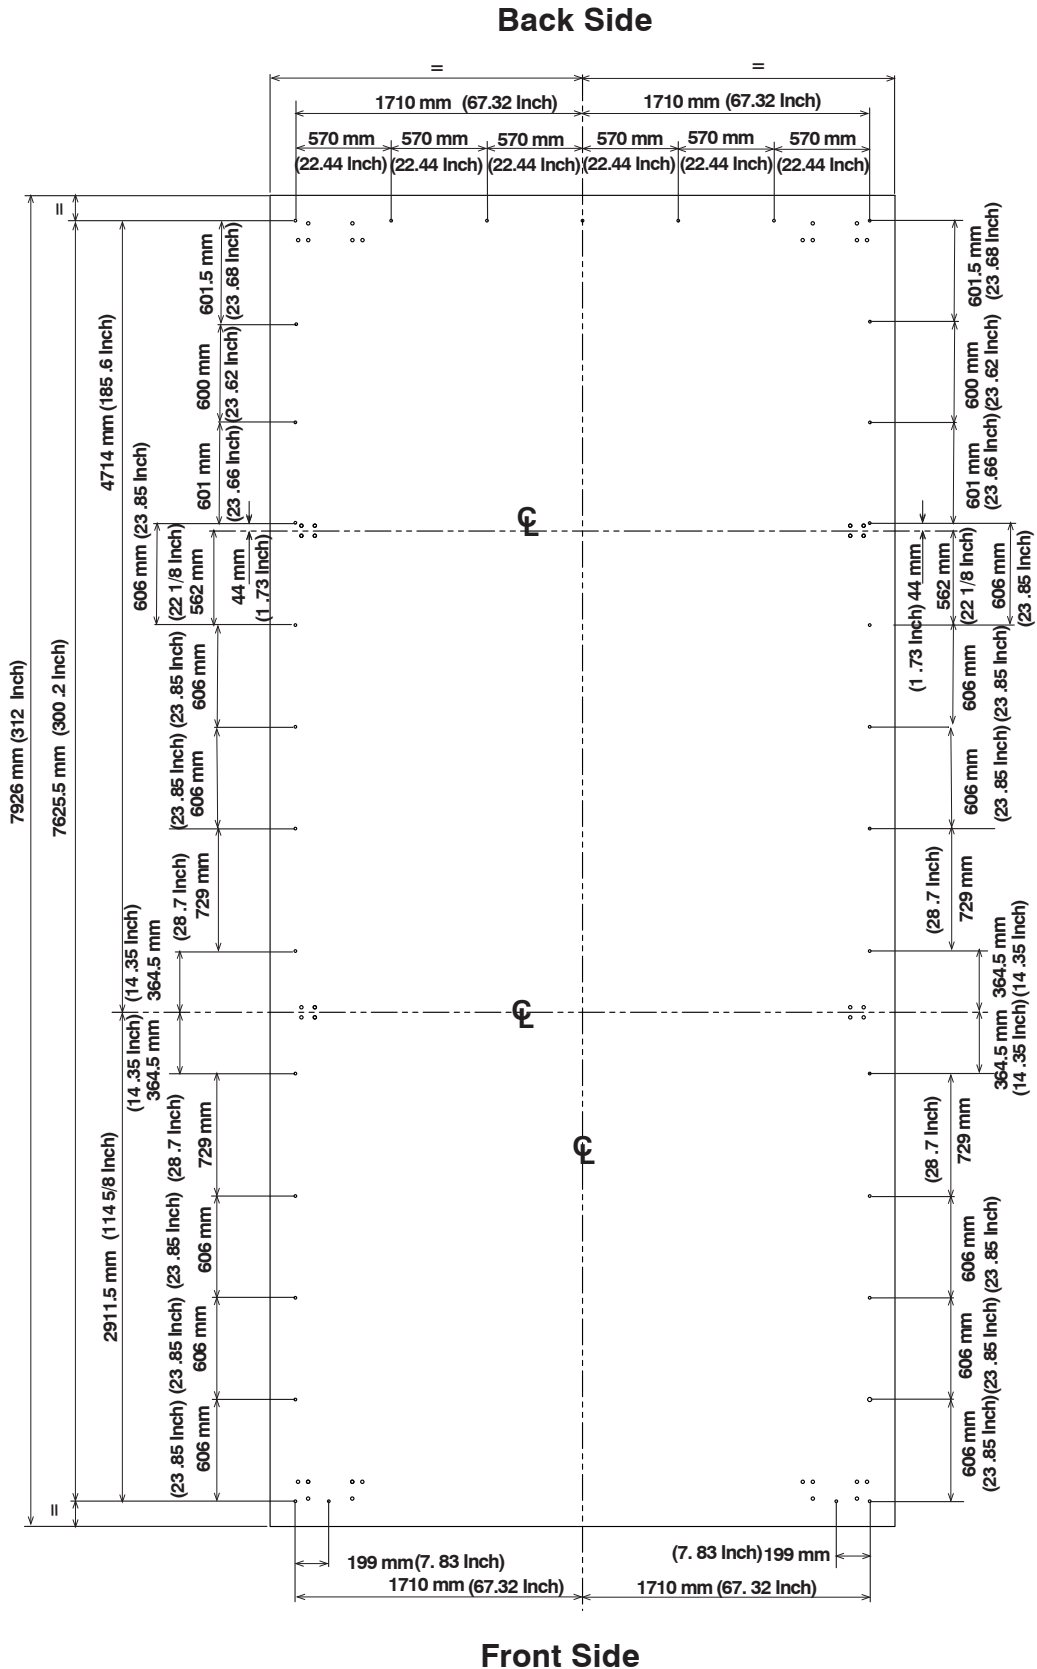 Back Side
= =
1710 mm (67.32 Inch) 1710 mm (67.32 Inch)
570 mm 570 mm 570 mm 570 mm 570 mm 570 mm
(22.44 Inch) (22.44 Inch) (22.44 Inch) (22.44 Inch) (22.44 Inch) (22.44 Inch)
=
7926 mm (312 Inch)
7625.5 mm (300 .2 Inch)
4714 mm (185 .6 Inch)
2911.5 mm (114 5/8 Inch)
=
601.5 mm
(23 .68 Inch)
600 mm
(23 .62 Inch)
601 mm
(23 .66 Inch)
606 mm (23 .85 Inch)
(22 1/8 Inch)
562 mm
44 mm
(1 .73 Inch)
(23 .85 Inch)
606 mm
(23 .85 Inch)
606 mm
(28 .7 Inch)
729 mm
(14 .35 Inch)
364.5 mm
(14 .35 Inch)
364.5 mm
(28 .7 Inch)
729 mm
(23 .85 Inch)
606 mm
(23 .85 Inch)
606 mm
(23 .85 Inch)
606 mm
CL
CL
CL
601.5 mm
(23 .68 Inch)
600 mm
(23 .62 Inch)
601 mm
(23 .66 Inch)
(1 .73 Inch) 44 mm
562 mm
(22 1/8 Inch)
606 mm
(23 .85 Inch)
606 mm
(23 .85 Inch)
606 mm
(23 .85 Inch)
(28 .7 Inch)
729 mm
364.5 mm
(14 .35 Inch)
364.5 mm
(14 .35 Inch)
(28 .7 Inch)
729 mm
606 mm
(23 .85 Inch)
606 mm
(23 .85 Inch)
606 mm
(23 .85 Inch)
199 mm (7. 83 Inch) (7. 83 Inch) 199 mm
1710 mm (67.32 Inch) 1710 mm (67. 32 Inch)
Front Side